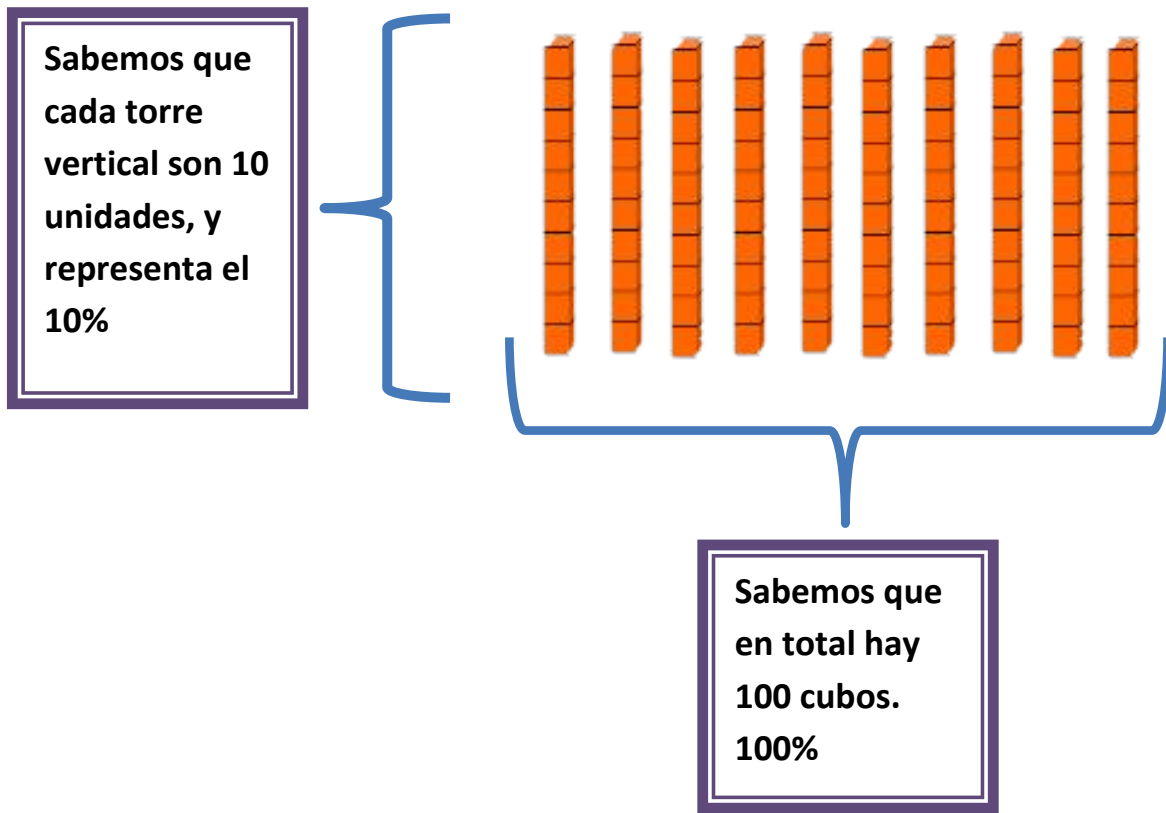 Sabemos que
cada torre
vertical son 10
unidades, y
representa el
10%
Sabemos que
en total hay
100 cubos.
100%